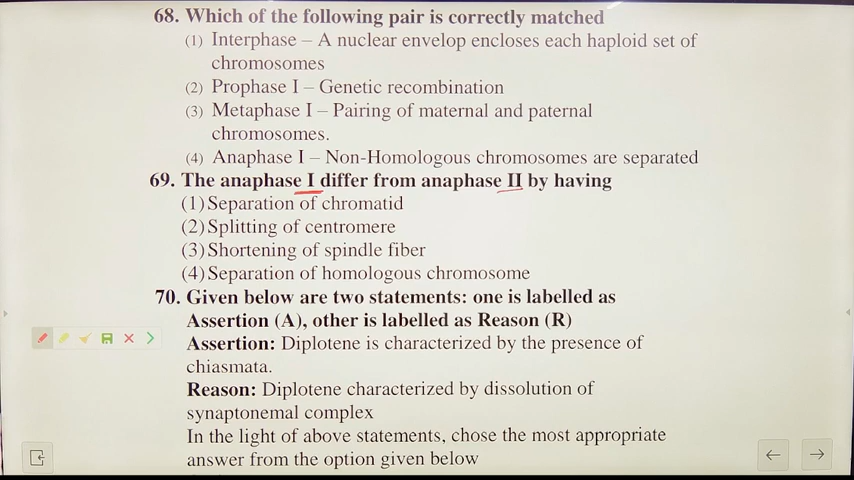 68. Which of the following pair is correctly matched
(1) Interphase – A nuclear envelop encloses each haploid set of
chromosomes
(2) Prophase I – Genetic recombination
(3) Metaphase I – Pairing of maternal and paternal
chromosomes.
(4) Anaphase I – Non-Homologous chromosomes are separated
69. The anaphase I differ from anaphase II by having
(1) Separation of chromatid
(2) Splitting of centromere
(3) Shortening of spindle fiber
(4) Separation of homologous chromosome
70. Given below are two statements: one is labelled as
Assertion (A), other is labelled as Reason (R)
Assertion: Diplotene is characterized by the presence of
chiasmata.
Reason: Diplotene characterized by dissolution of
synaptonemal complex
In the light of above statements, chose the most appropriate
answer from the option given below